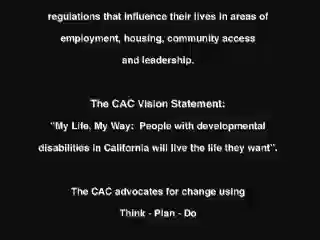 regulations that influence their lives in areas of
employment, housing, community access
and leadership.
The CAC Vision Statement:
"My Life, My Way:  People with developmental
disabilities in California will live the life they want".
The CAC advocates for change using
Think - Plan - Do